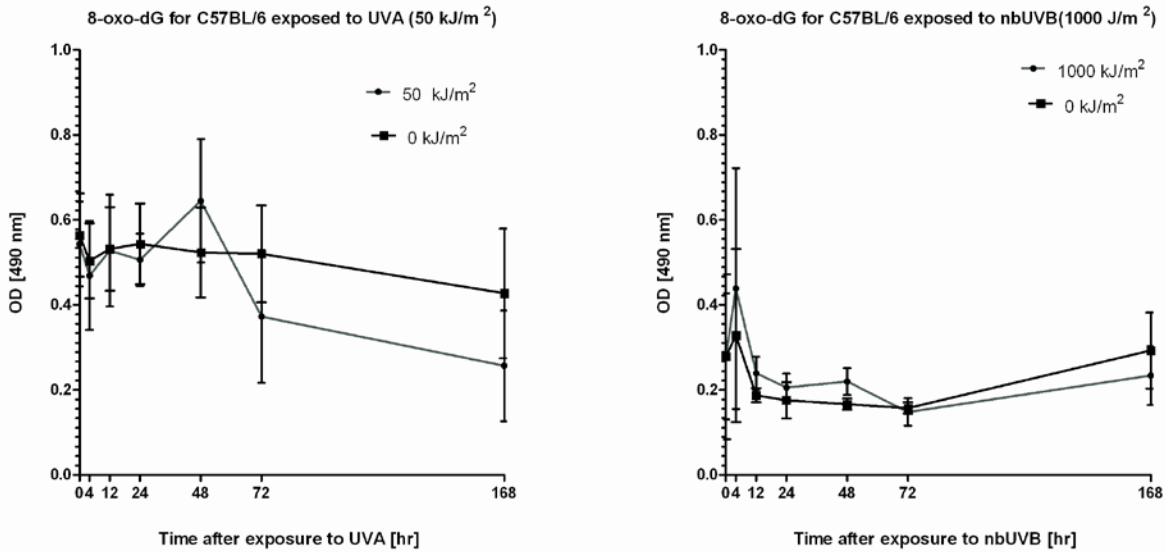 8-oxo-dG for C57BL/6 exposed to UVA (50 kJ/m 2)
1.0
0.8
0.6
0.4
0.2
0.0
OD [490 nm]
50 kJ/m2
0 kJ/m2
0 4 12 24 48 72 168
Time after exposure to UVA [hr]
8-oxo-dG for C57BL/6 exposed to nbUVB(1000 J/m 2)
1.0
0.8
0.6
0.4
0.2
0.0
OD [490 nm]
1000 kJ/m2
0 kJ/m2
0 4 12 24 48 72 168
Time after exposure to nbUVB [hr]